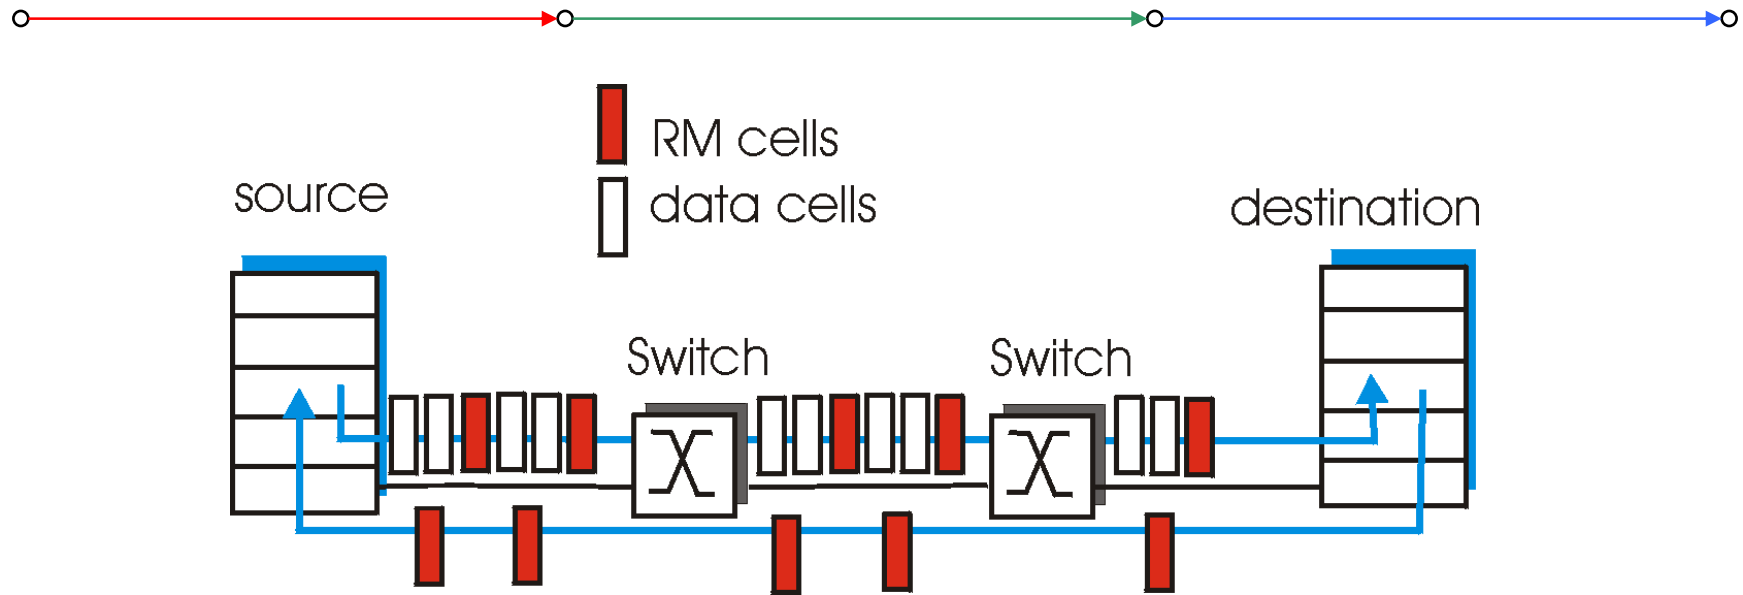 RM cells
data cells
source
destination
Switch
Switch